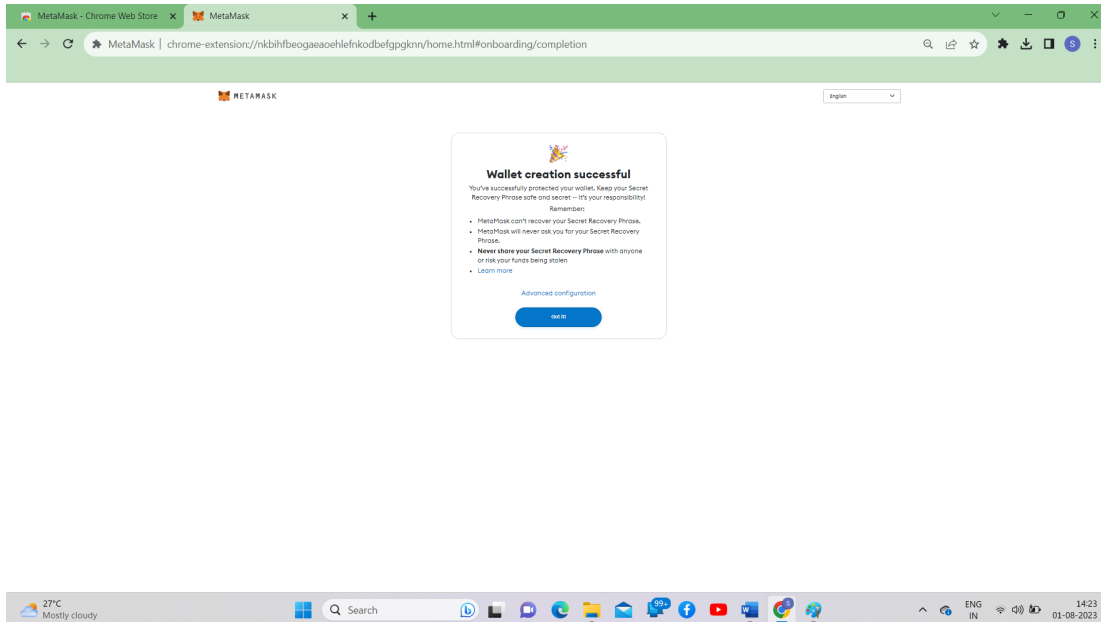 MetaMask - Chrome Web Store
MetaMask
MetaMask | chrome-extension://nkbihfbeogaeaoehlefnkodbefgpgknn/home.html#onboarding/completion
S
METAMASK
English
Wallet creation successful
You've successfully protected your wallet. Keep your Secret
Recovery Phrase safe and secret -- it's your responsibility!
Remember:
• MetaMask can't recover your Secret Recovery Phrase.
• MetaMask will never ask you for your Secret Recovery
Phrase.
• Never share your Secret Recovery Phrase with anyone
or risk your funds being stolen
• Learn more
Advanced configuration
Got it!
27°C
Mostly cloudy
Search
99+
ENG
IN
14:23
01-08-2023